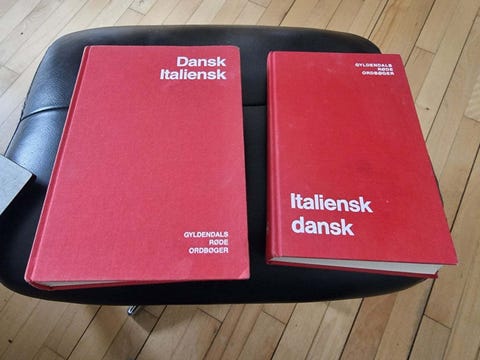 Dansk
Italiensk
GYLDENDALS
RØDE
ORDBØGER
GYLDENDALS
RØDE
ORDBØGER
Italiensk
dansk